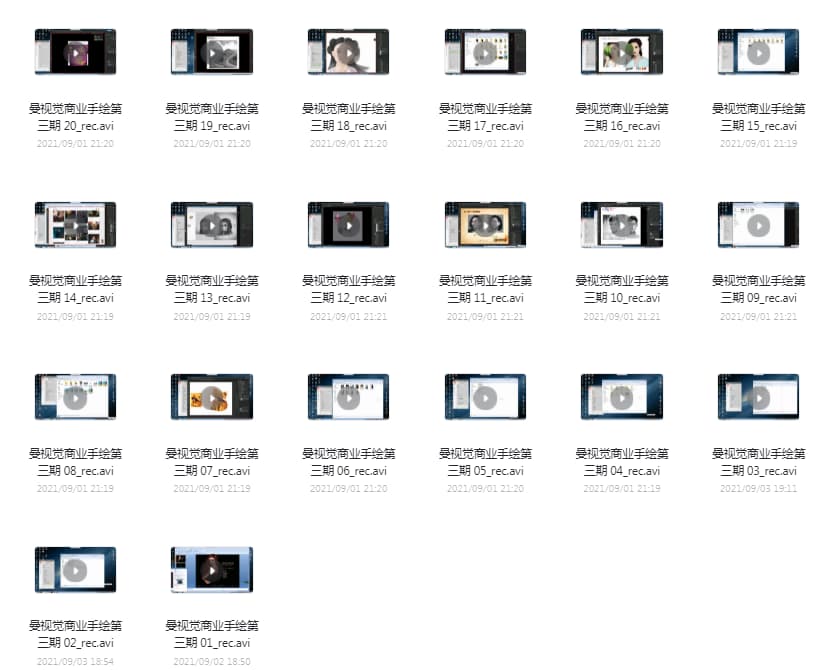 曼视觉商业手绘第
三期 20_rec.avi
2021/09/01 21:20
曼视觉商业手绘第
三期 19_rec.avi
2021/09/01 21:20
曼视觉商业手绘第
三期 18_rec.avi
2021/09/01 21:20
曼视觉商业手绘第
三期 17_rec.avi
2021/09/01 21:20
曼视觉商业手绘第
三期 16_rec.avi
2021/09/01 21:20
曼视觉商业手绘第
三期 15_rec.avi
2021/09/01 21:19
曼视觉商业手绘第
三期 14_rec.avi
2021/09/01 21:19
曼视觉商业手绘第
三期 13_rec.avi
2021/09/01 21:19
曼视觉商业手绘第
三期 12_rec.avi
2021/09/01 21:21
曼视觉商业手绘第
三期 11_rec.avi
2021/09/01 21:21
曼视觉商业手绘第
三期 10_rec.avi
2021/09/01 21:21
曼视觉商业手绘第
三期 09_rec.avi
2021/09/01 21:21
曼视觉商业手绘第
三期 08_rec.avi
2021/09/01 21:19
曼视觉商业手绘第
三期 07_rec.avi
2021/09/01 21:19
曼视觉商业手绘第
三期 06_rec.avi
2021/09/01 21:20
曼视觉商业手绘第
三期 05_rec.avi
2021/09/01 21:20
曼视觉商业手绘第
三期 04_rec.avi
2021/09/01 21:19
曼视觉商业手绘第
三期 03_rec.avi
2021/09/03 19:11
曼视觉商业手绘第
三期 02_rec.avi
2021/09/03 18:54
曼视觉商业手绘第
三期 01_rec.avi
2021/09/02 18:50